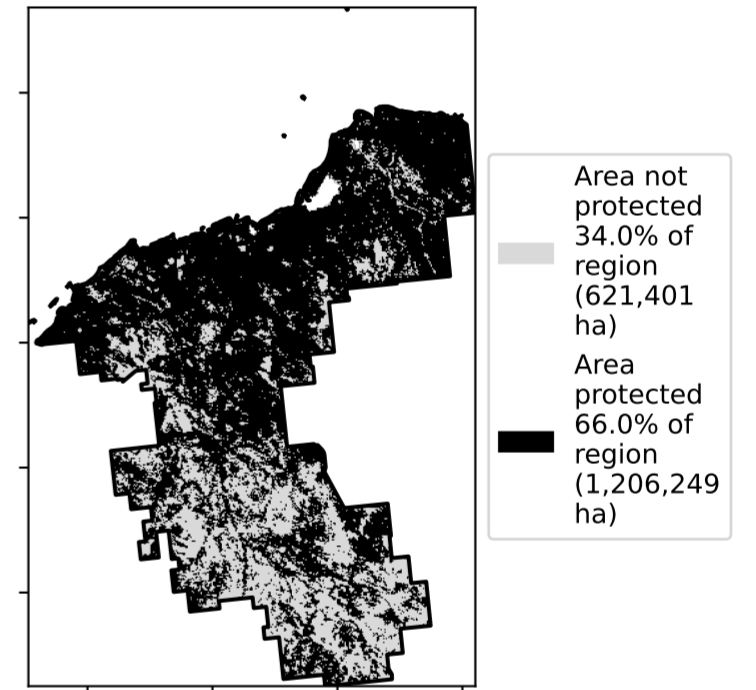 Area not
protected
34.0% of
region
(621,401
ha)
Area
protected
66.0% of
region
(1,206,249
ha)